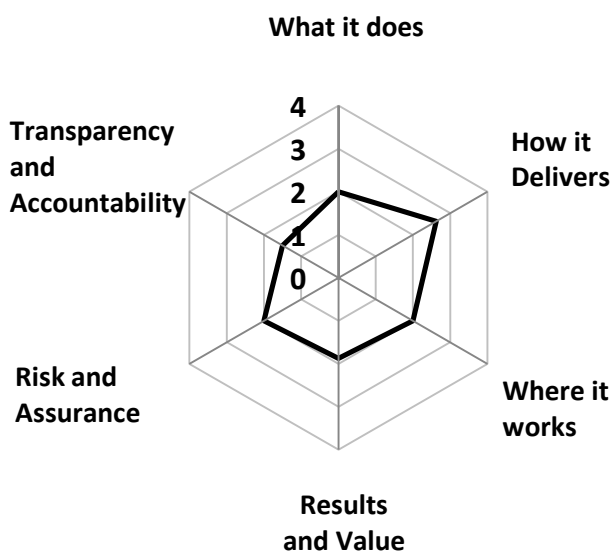 What it does
4
3
2
1
0
How it
Delivers
Where it
works
Results
and Value
Risk and
Assurance
Transparency
and
Accountability